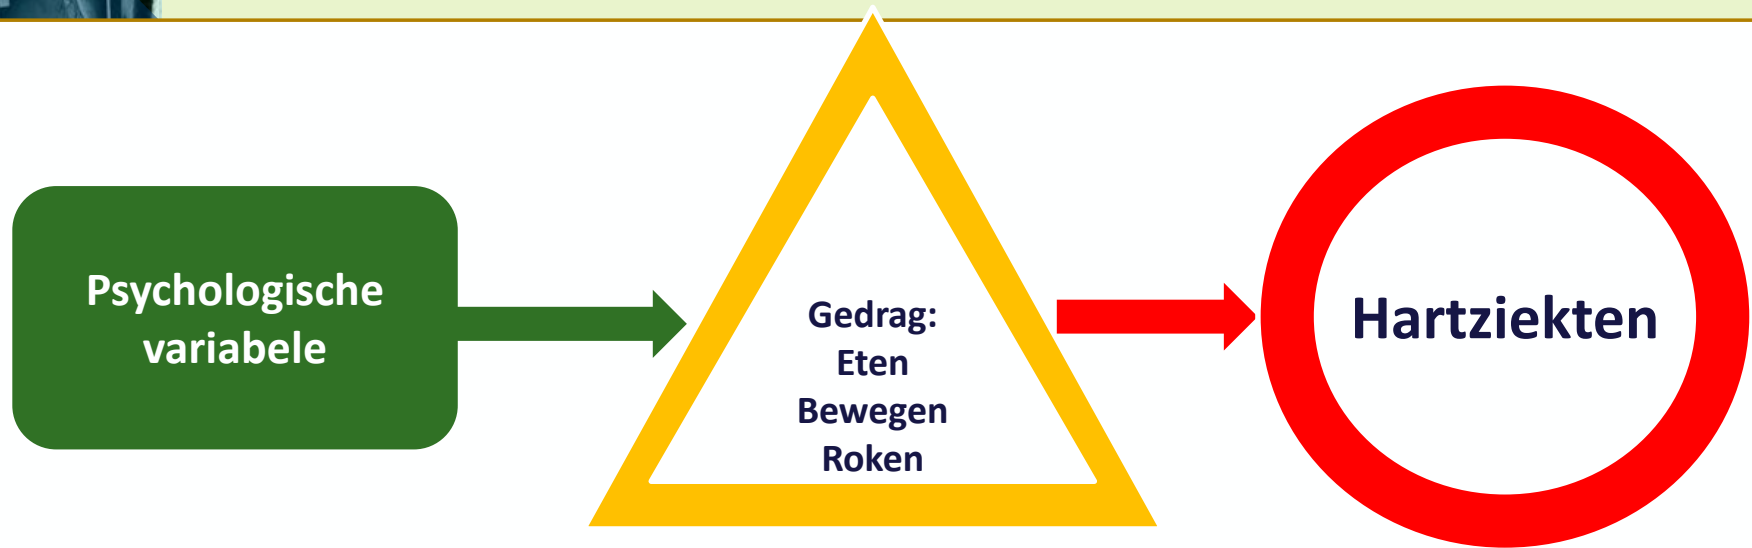 Psychologische
variabele
Gedrag:
Eten
Bewegen
Roken
Hartziekten